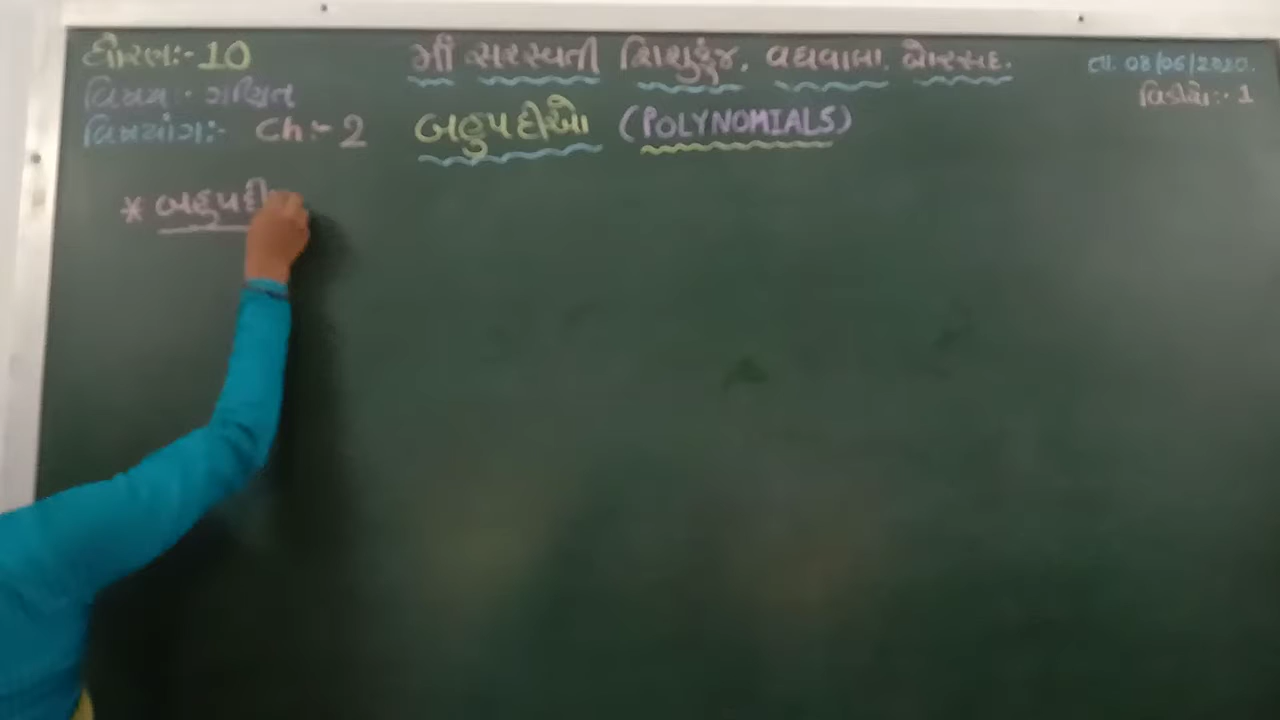 ધોરણ:- 10 શ્રી સરસ્વતી શિશુકુંજ, વઘવાલા. બોરસદ. તા. 08/06/2020.
વિષય : ગણિત વિડીયો:- 1
વિષયાંગ:- Ch:- 2 બહુપદીઓ (POLYNOMIALS)
* બહુપદી